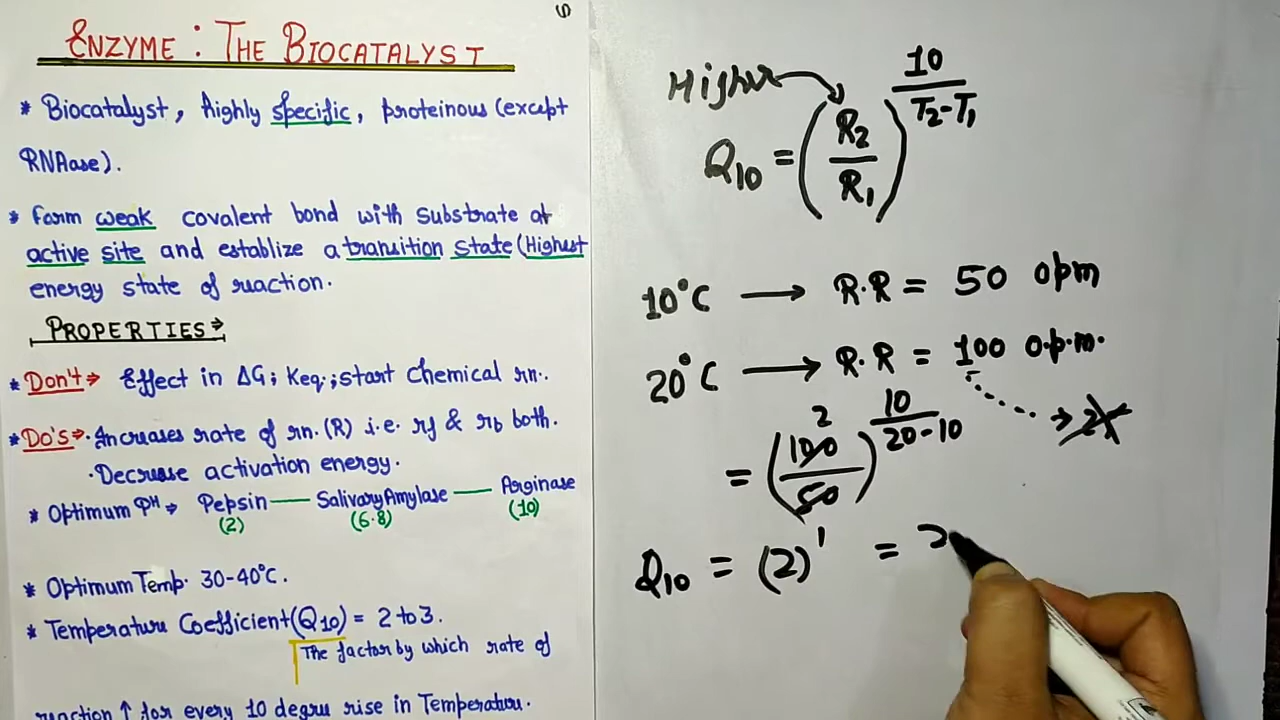 ENZYME : THE BIOCATALYST
* Biocatalyst, highly specific, proteinous (except
RNAase).
* form weak covalent bond with substrate at
active site and establize a transition state (Highest
energy state of reaction.
PROPERTIES⇒
* Don't⇒ Effect in ΔG; Keq.; start chemical rn..
* Do's⇒ · Increases rate of rn. (R) i.e. rf & rb both.
· Decrease activation energy.
* Optimum PH⇒ Pepsin — Salivary Amylase — Arginase
(2) (6.8) (10)
* Optimum Temp. 30-40°C.
* Temperature Coefficient(Q10) = 2 to 3.
The factor by which rate of
reaction ↑ for every 10 degree rise in Temperature.
Higher
Q10 = (R2/R1)^10/T2-T1
10°C → R.R = 50 opm
20°C → R.R = 100 o.p.m.
2X
2
= (100/50)^10/20-10
Q10 = (2)^1 = 2